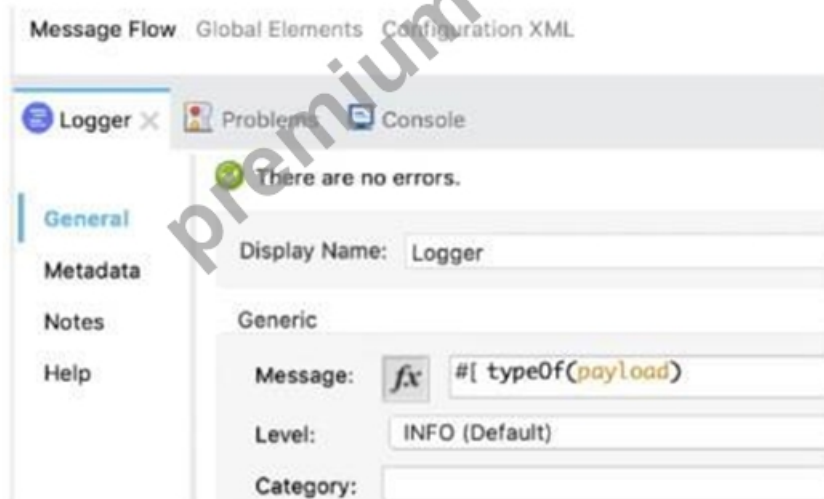 Message Flow Global Elements Configuration XML
Logger Problems Console
There are no errors.
General
Display Name: Logger
Metadata
Notes
Generic
Help
Message: fx #[ typeOf(payload)
Level: INFO (Default)
Category:
premium